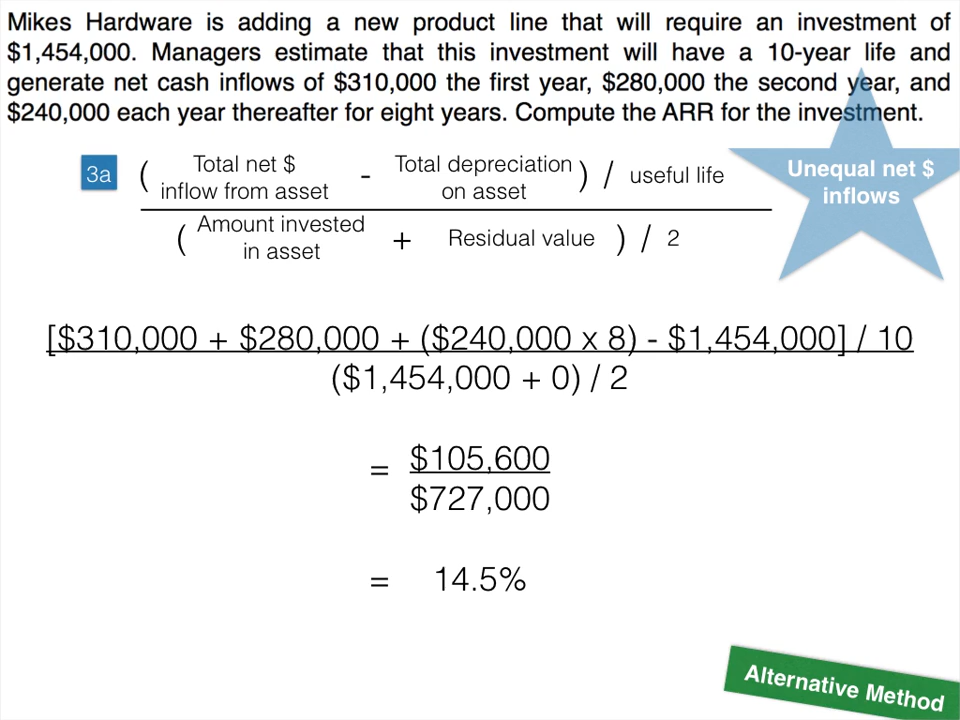 Mikes Hardware is adding a new product line that will require an investment of
$1,454,000. Managers estimate that this investment will have a 10-year life and
generate net cash inflows of $310,000 the first year, $280,000 the second year, and
$240,000 each year thereafter for eight years. Compute the ARR for the investment.
Unequal net $
inflows
3a
( Total net $ inflow from asset - Total depreciation on asset ) / useful life
( Amount invested in asset + Residual value ) / 2
[$310,000 + $280,000 + ($240,000 x 8) - $1,454,000] / 10
($1,454,000 + 0) / 2
= $105,600
$727,000
= 14.5%
Alternative Method